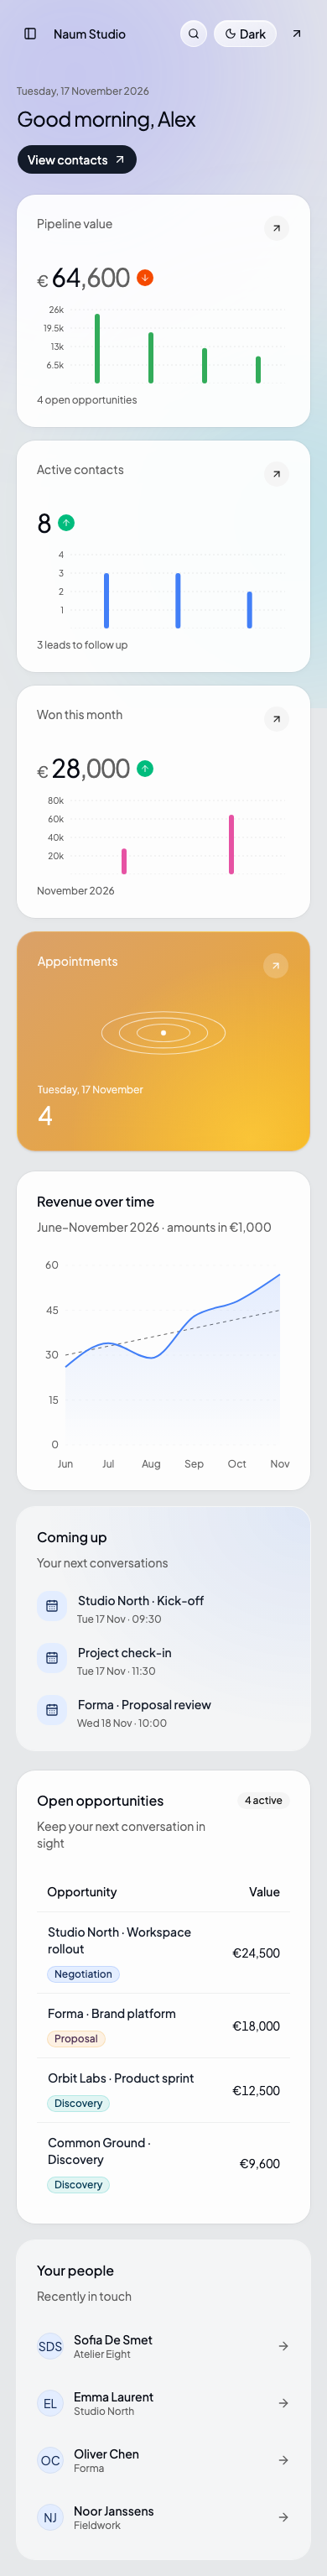 Naum Studio
Dark
Tuesday, 17 November 2026
Good morning, Alex
View contacts
Pipeline value
€ 64,600
26k
19.5k
13k
6.5k
4 open opportunities
Active contacts
8
4
3
2
1
3 leads to follow up
Won this month
€ 28,000
80k
60k
40k
20k
November 2026
Appointments
Tuesday, 17 November
4
Revenue over time
June–November 2026 · amounts in €1,000
60
45
30
15
0
Jun Jul Aug Sep Oct Nov
Coming up
Your next conversations
Studio North · Kick-off
Tue 17 Nov · 09:30
Project check-in
Tue 17 Nov · 11:30
Forma · Proposal review
Wed 18 Nov · 10:00
Open opportunities
4 active
Keep your next conversation in
sight
Opportunity Value
Studio North · Workspace
rollout
€24,500
Negotiation
Forma · Brand platform
€18,000
Proposal
Orbit Labs · Product sprint
€12,500
Discovery
Common Ground ·
Discovery
€9,600
Discovery
Your people
Recently in touch
SDS
Sofia De Smet
Atelier Eight
EL
Emma Laurent
Studio North
OC
Oliver Chen
Forma
NJ
Noor Janssens
Fieldwork